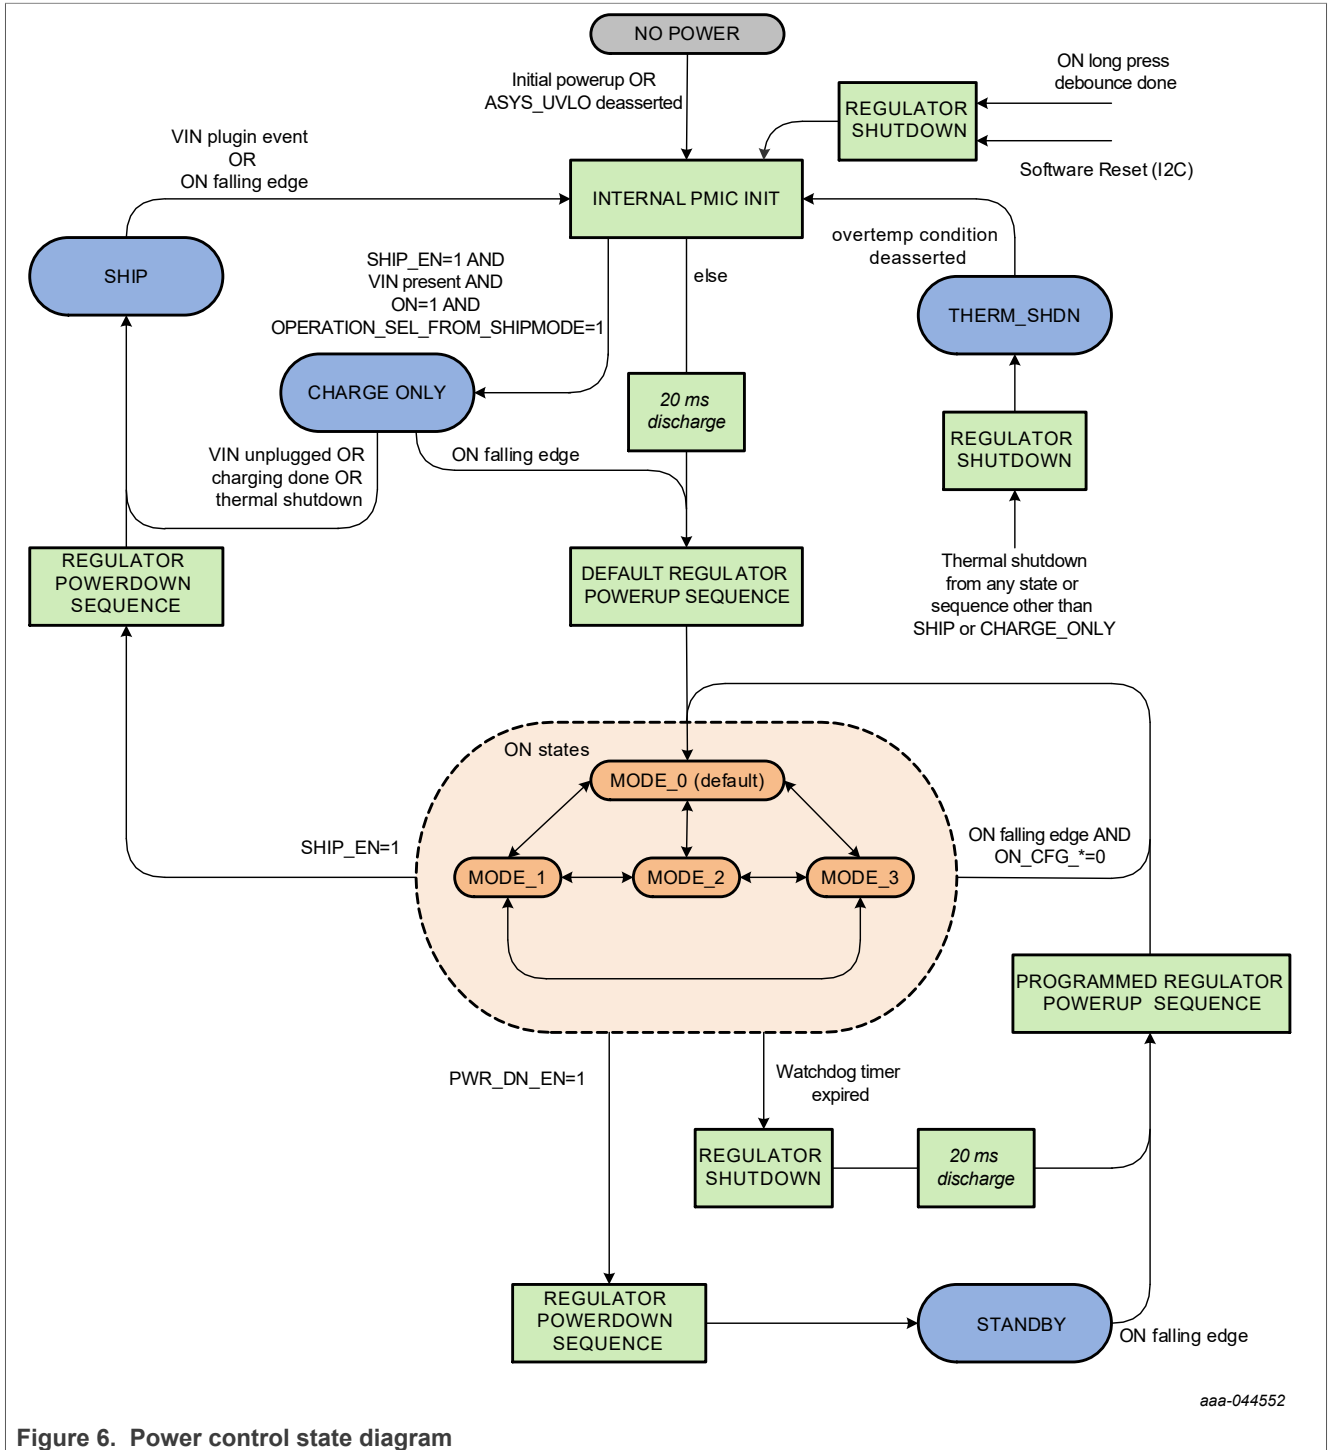 NO POWER
Initial powerup OR
ASYS_UVLO deasserted
ON long press
debounce done
REGULATOR
SHUTDOWN
Software Reset (I2C)
VIN plugin event
OR
ON falling edge
INTERNAL PMIC INIT
overtemp condition
deasserted
SHIP
SHIP_EN=1 AND
VIN present AND
ON=1 AND
OPERATION_SEL_FROM_SHIPMODE=1
else
THERM_SHDN
CHARGE ONLY
20 ms
discharge
REGULATOR
SHUTDOWN
VIN unplugged OR
charging done OR
thermal shutdown
ON falling edge
REGULATOR
POWERDOWN
SEQUENCE
DEFAULT REGULATOR
POWERUP SEQUENCE
Thermal shutdown
from any state or
sequence other than
SHIP or CHARGE_ONLY
ON states
MODE_0 (default)
SHIP_EN=1
ON falling edge AND
ON_CFG_*=0
MODE_1
MODE_2
MODE_3
PROGRAMMED REGULATOR
POWERUP SEQUENCE
PWR_DN_EN=1
Watchdog timer
expired
REGULATOR
SHUTDOWN
20 ms
discharge
REGULATOR
POWERDOWN
SEQUENCE
STANDBY
ON falling edge
aaa-044552
Figure 6. Power control state diagram